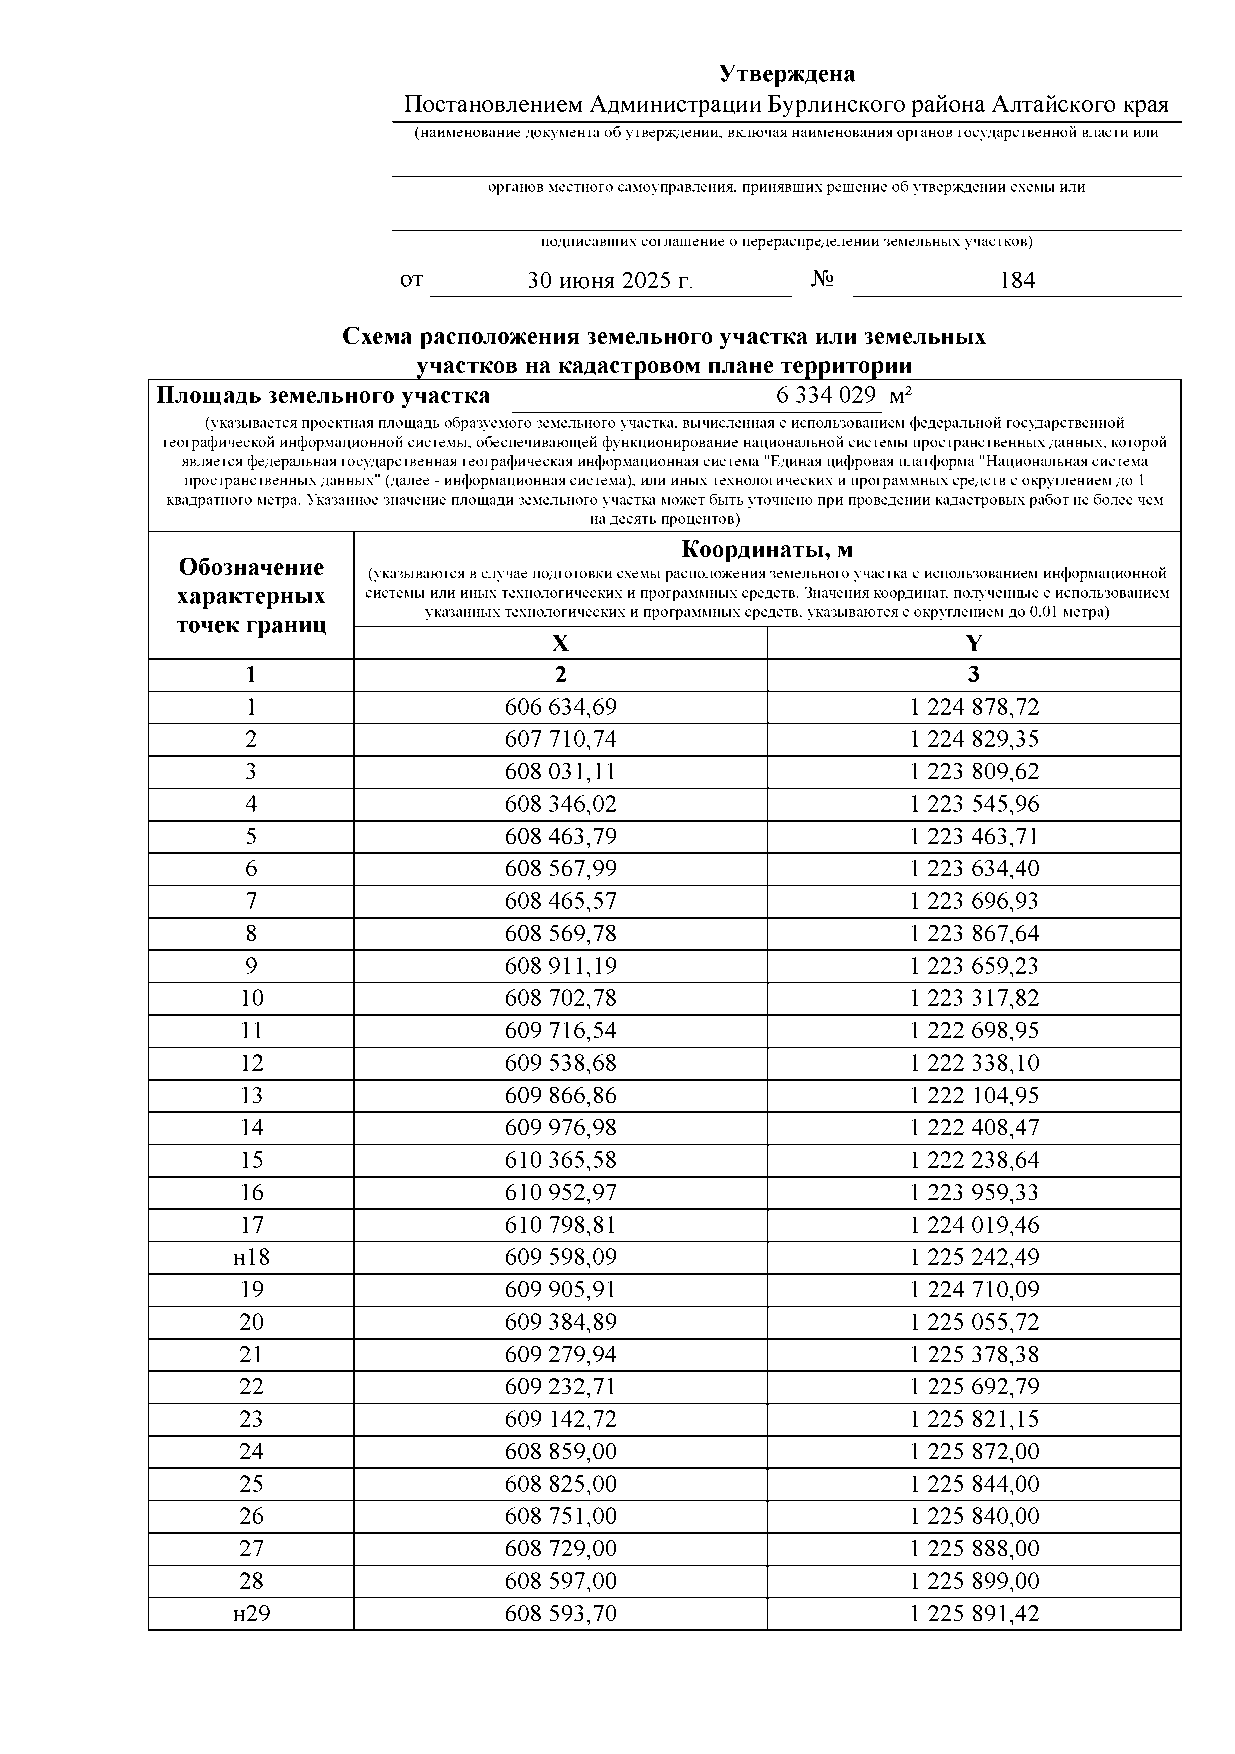 Утверждена
Постановлением Администрации Бурлинского района Алтайского края
(наименование документа об утверждении, включая наименования органов государственной власти или
органов местного самоуправления, принявших решение об утверждении схемы или
подписавших соглашение о перераспределении земельных участков)
от 30 июня 2025 г. № 184
Схема расположения земельного участка или земельных
участков на кадастровом плане территории
Площадь земельного участка 6 334 029 м²
(указывается проектная площадь образуемого земельного участка, вычисленная с использованием федеральной государственной
географической информационной системы, обеспечивающей функционирование национальной системы пространственных данных, которой
является федеральная государственная географическая информационная система "Единая цифровая платформа "Национальная система
пространственных данных" (далее - информационная система), или иных технологических и программных средств с округлением до 1
квадратного метра. Указанное значение площади земельного участка может быть уточнено при проведении кадастровых работ не более чем
на десять процентов)
Обозначение
характерных
точек границ
Координаты, м
(указываются в случае подготовки схемы расположения земельного участка с использованием информационной
системы или иных технологических и программных средств. Значения координат, полученные с использованием
указанных технологических и программных средств, указываются с округлением до 0,01 метра)
X Y
1 2 3
1 606 634,69 1 224 878,72
2 607 710,74 1 224 829,35
3 608 031,11 1 223 809,62
4 608 346,02 1 223 545,96
5 608 463,79 1 223 463,71
6 608 567,99 1 223 634,40
7 608 465,57 1 223 696,93
8 608 569,78 1 223 867,64
9 608 911,19 1 223 659,23
10 608 702,78 1 223 317,82
11 609 716,54 1 222 698,95
12 609 538,68 1 222 338,10
13 609 866,86 1 222 104,95
14 609 976,98 1 222 408,47
15 610 365,58 1 222 238,64
16 610 952,97 1 223 959,33
17 610 798,81 1 224 019,46
н18 609 598,09 1 225 242,49
19 609 905,91 1 224 710,09
20 609 384,89 1 225 055,72
21 609 279,94 1 225 378,38
22 609 232,71 1 225 692,79
23 609 142,72 1 225 821,15
24 608 859,00 1 225 872,00
25 608 825,00 1 225 844,00
26 608 751,00 1 225 840,00
27 608 729,00 1 225 888,00
28 608 597,00 1 225 899,00
н29 608 593,70 1 225 891,42